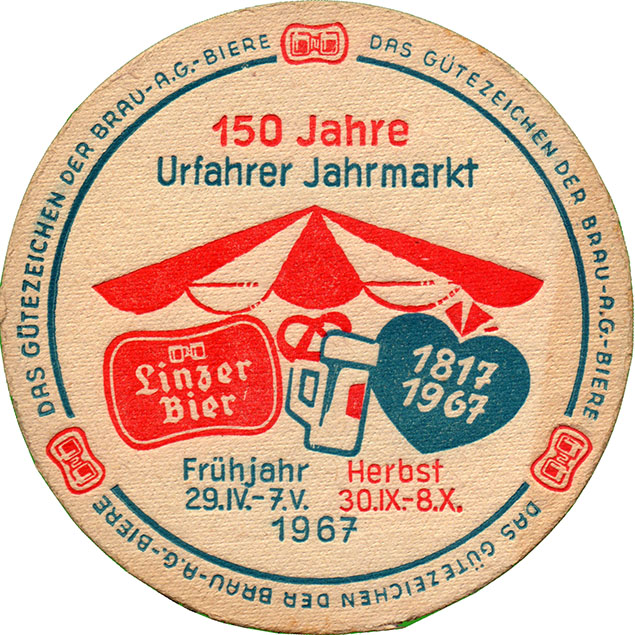 DAS GÜTEZEICHEN DER BRAU-A.G.-BIERE
DAS GÜTEZEICHEN DER BRAU-A.G.-BIERE
DAS GÜTEZEICHEN DER BRAU-A.G.-BIERE
150 Jahre
Urfahrer Jahrmarkt
Linzer
Bier
1817
1967
Frühjahr Herbst
29.IV.-7.V. 30.IX.-8.X.
1967